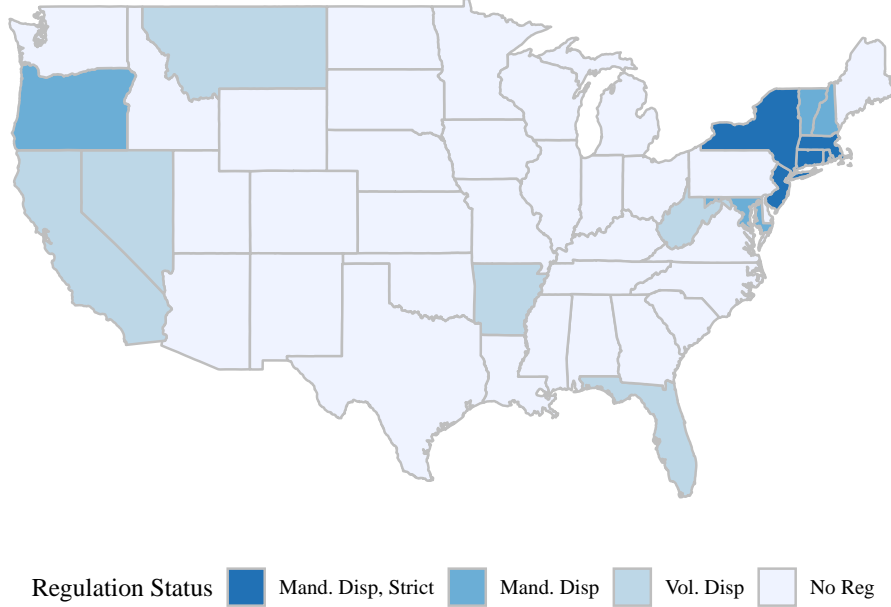 Regulation Status Mand. Disp, Strict Mand. Disp Vol. Disp No Reg